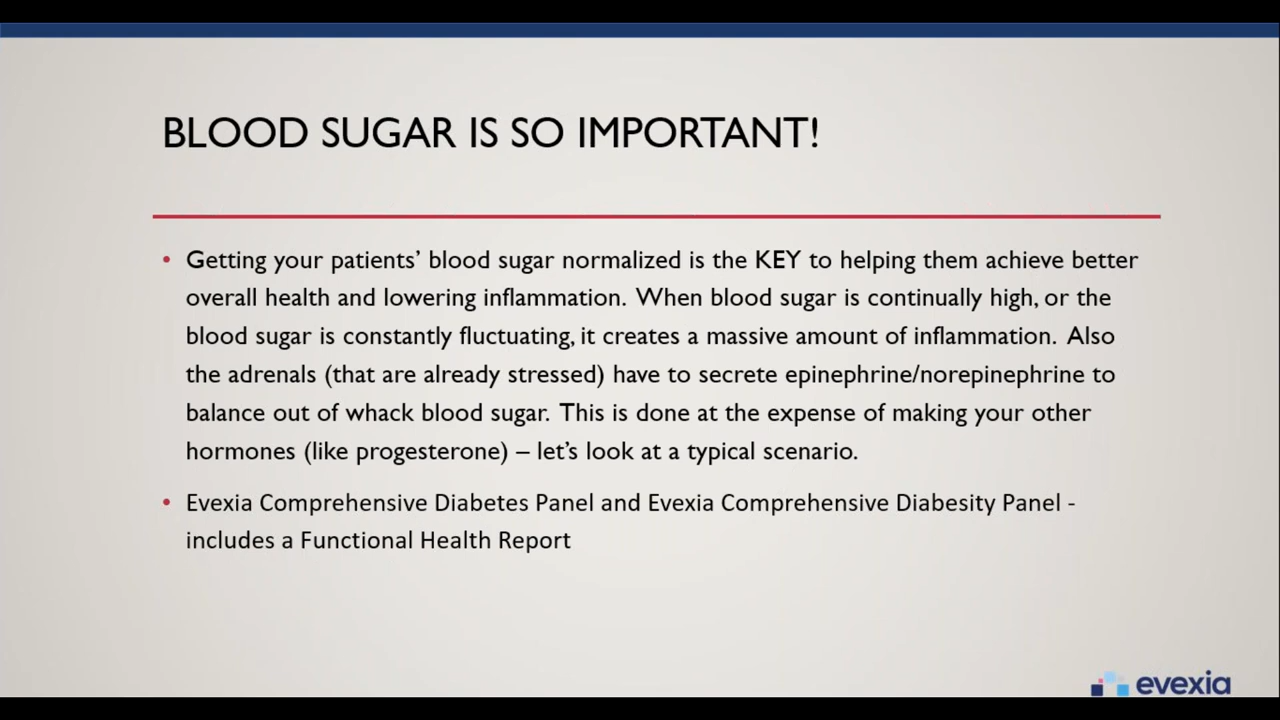 BLOOD SUGAR IS SO IMPORTANT!
• Getting your patients’ blood sugar normalized is the KEY to helping them achieve better
overall health and lowering inflammation. When blood sugar is continually high, or the
blood sugar is constantly fluctuating, it creates a massive amount of inflammation. Also
the adrenals (that are already stressed) have to secrete epinephrine/norepinephrine to
balance out of whack blood sugar. This is done at the expense of making your other
hormones (like progesterone) – let’s look at a typical scenario.
• Evexia Comprehensive Diabetes Panel and Evexia Comprehensive Diabesity Panel -
includes a Functional Health Report
evexia